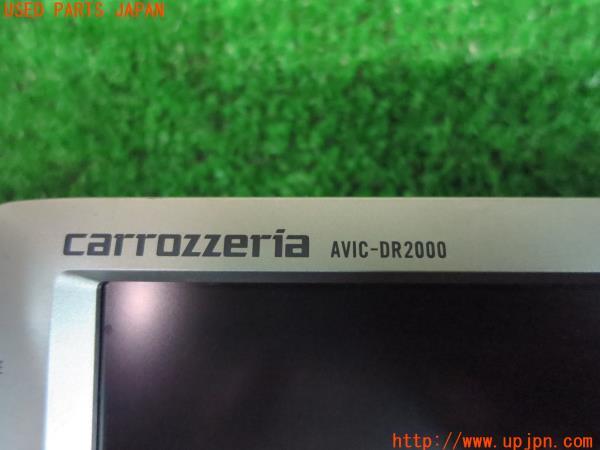 USED PARTS JAPAN
carrozzeria AVIC-DR2000
http://www.upjpn.com/